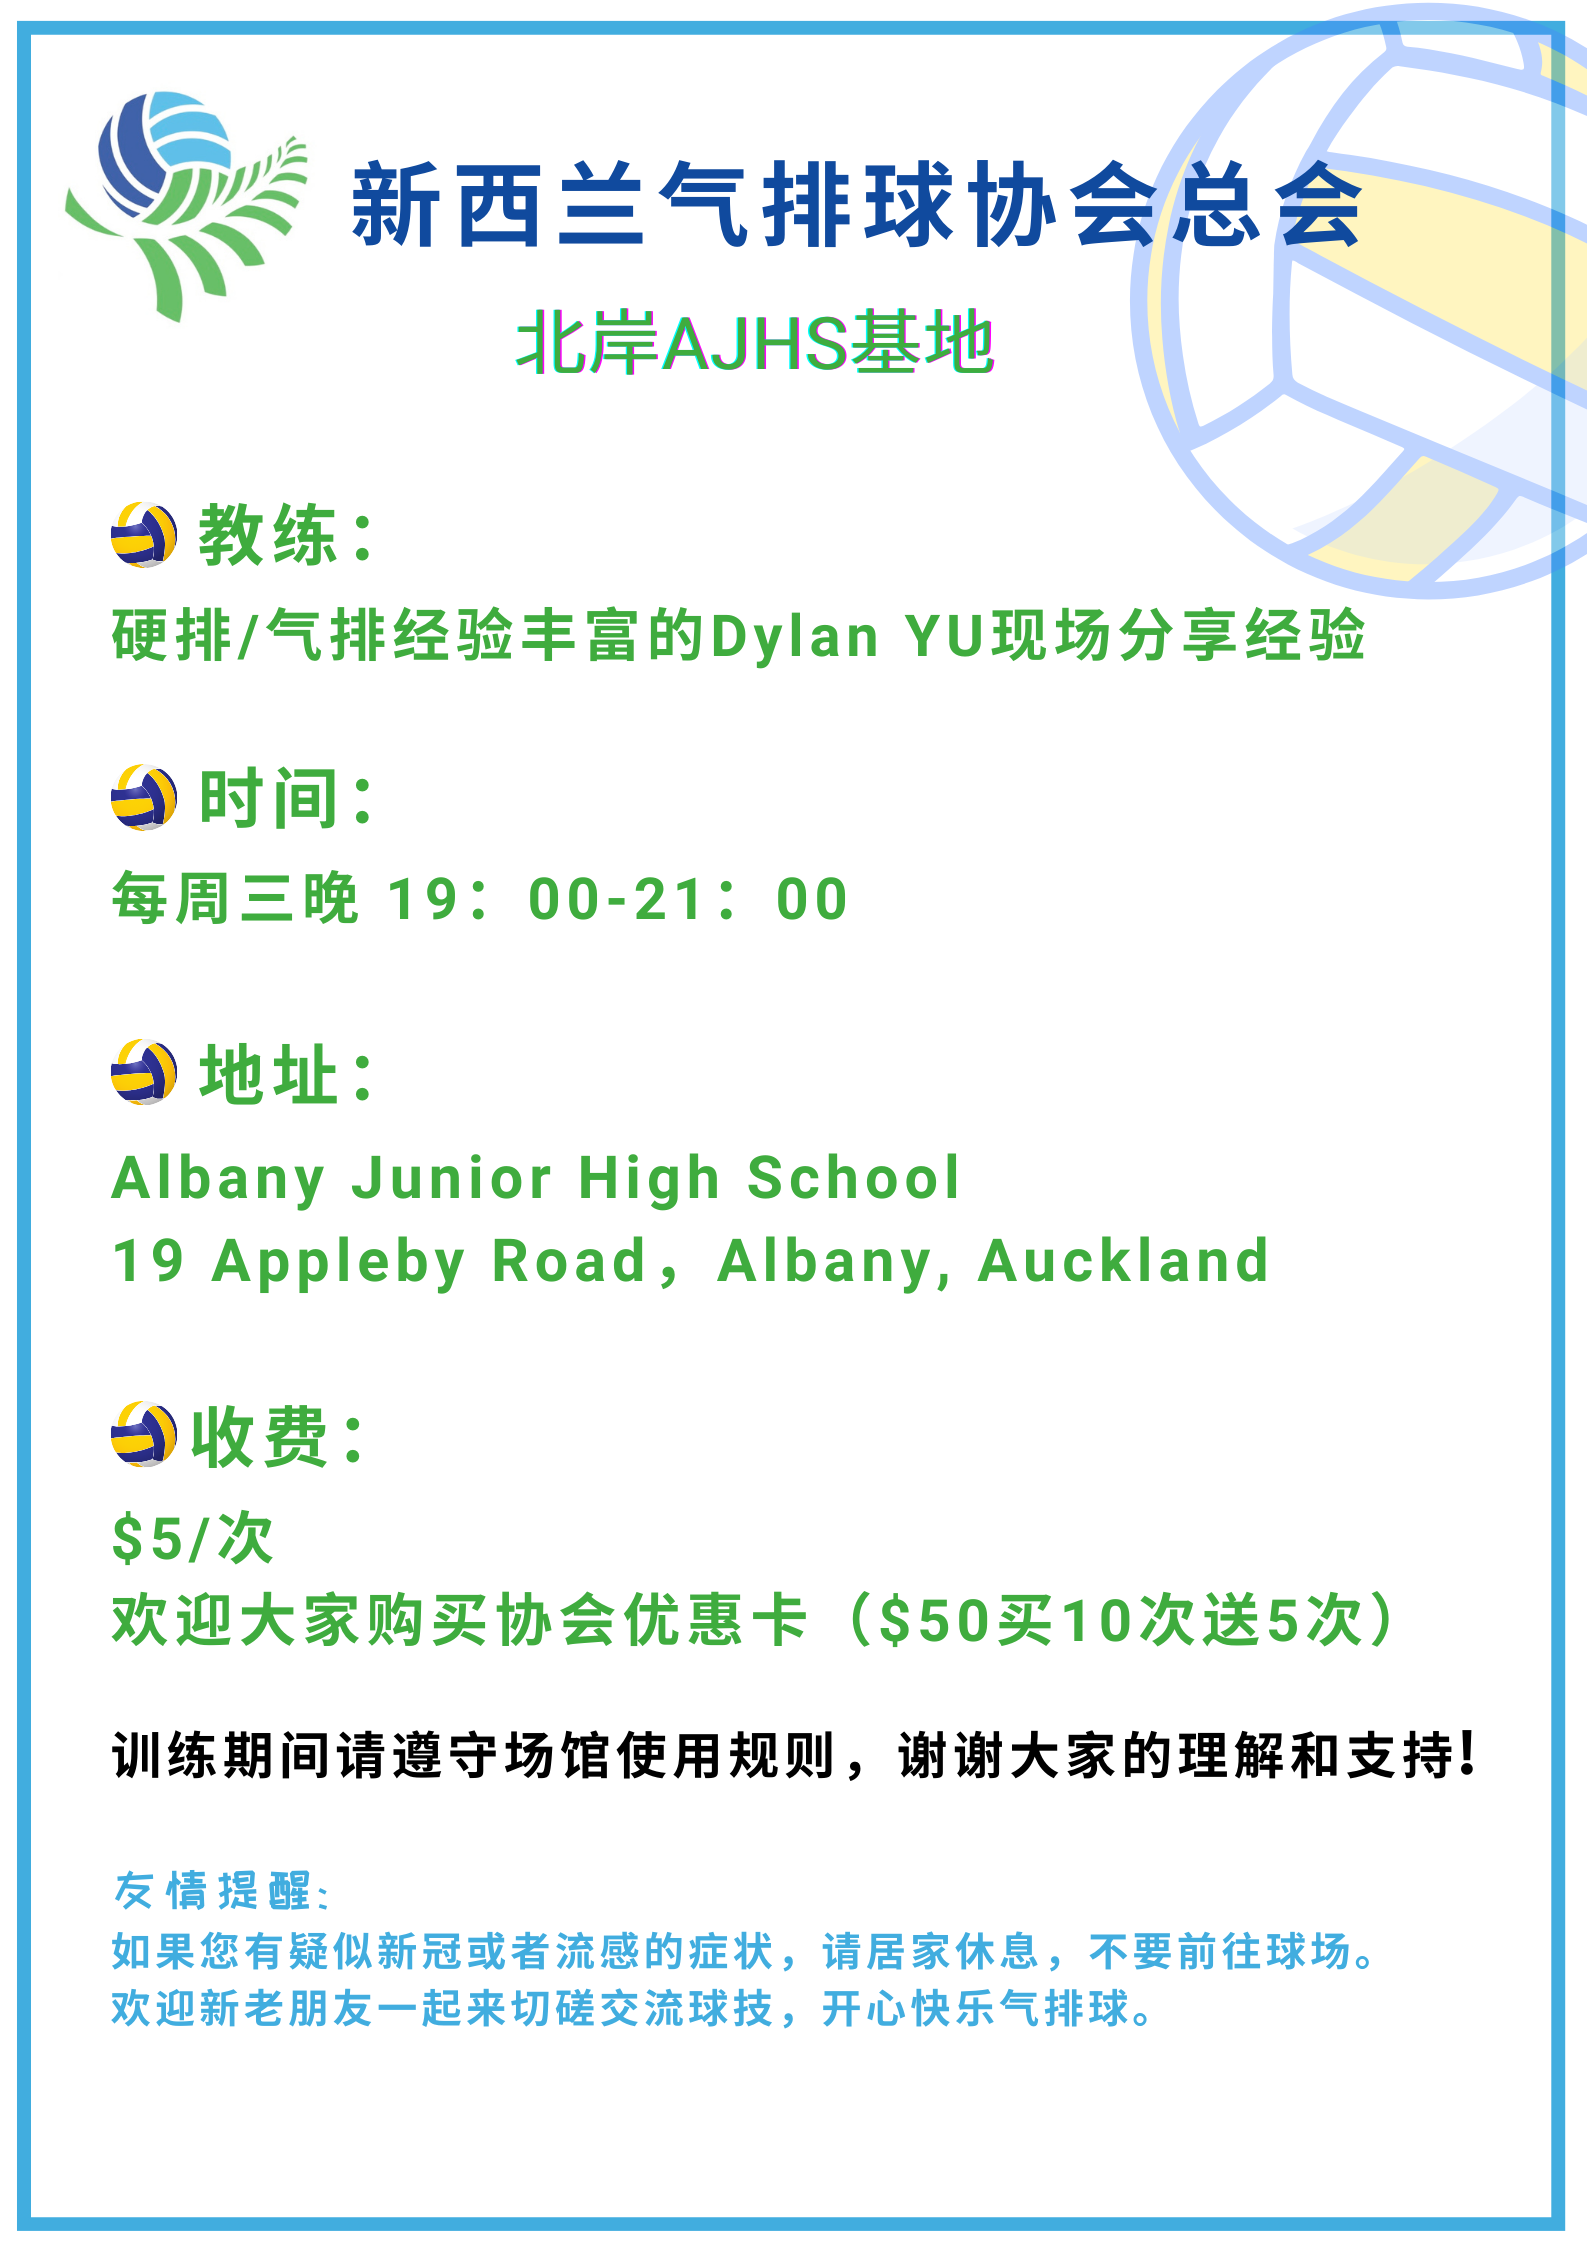 新西兰气排球协会总会
北岸AJHS基地
教练：
硬排/气排经验丰富的Dylan YU现场分享经验
时间：
每周三晚 19：00-21：00
地址：
Albany Junior High School
19 Appleby Road，Albany, Auckland
收费：
$5/次
欢迎大家购买协会优惠卡（$50买10次送5次）
训练期间请遵守场馆使用规则，谢谢大家的理解和支持！
友情提醒：
如果您有疑似新冠或者流感的症状，请居家休息，不要前往球场。
欢迎新老朋友一起来切磋交流球技，开心快乐气排球。